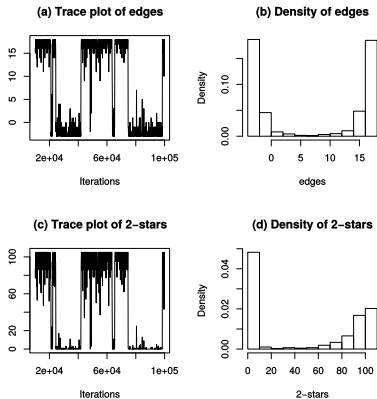 (a) Trace plot of edges
0 5 10 15
2e+04 6e+04 1e+05
Iterations
(b) Density of edges
Density
0.00 0.10
0 5 10 15
edges
(c) Trace plot of 2−stars
0 20 60 100
2e+04 6e+04 1e+05
Iterations
(d) Density of 2−stars
Density
0.00 0.02 0.04
0 20 40 60 80 100
2−stars